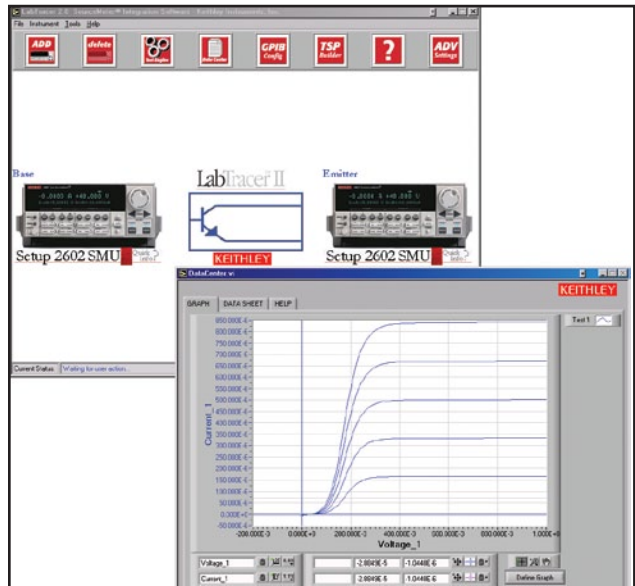 LabTracer 2.0 SourceMeter Integration Software - Keithley Instruments, Inc.
File Instrument Tools Help
ADD
delete
Test Engine
Data Center
GPIB Config
TSP Builder
?
ADV Settings
Base
LabTracer II
Emitter
Setup 2602 SMU
KEITHLEY
Setup 2602 SMU
DataCenter.vi
KEITHLEY
GRAPH DATA SHEET HELP
Test 1
850.000E-6
800.000E-6
750.000E-6
700.000E-6
650.000E-6
600.000E-6
550.000E-6
500.000E-6
450.000E-6
400.000E-6
350.000E-6
300.000E-6
250.000E-6
200.000E-6
150.000E-6
100.000E-6
50.000E-6
0.000E+0
-50.000E-6
Current_1
-200.000E-3 0.000E+0 200.000E-3 400.000E-3 600.000E-3 800.000E-3 1.000E+0
Voltage_1
Current Status: Waiting for user action...
Voltage_1 -2.8849E-5 -1.0448E-6
Current_1 2.8849E-5 -1.0448E-6 Define Graph